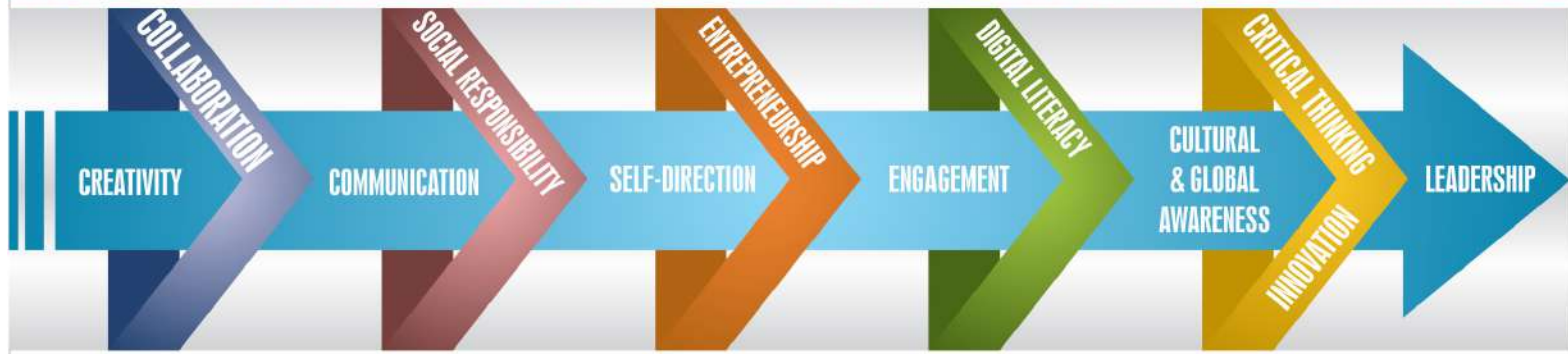 CREATIVITY
COLLABORATION
COMMUNICATION
SOCIAL RESPONSIBILITY
SELF-DIRECTION
ENTREPRENEURSHIP
ENGAGEMENT
DIGITAL LITERACY
CULTURAL
& GLOBAL
AWARENESS
CRITICAL THINKING
INNOVATION
LEADERSHIP